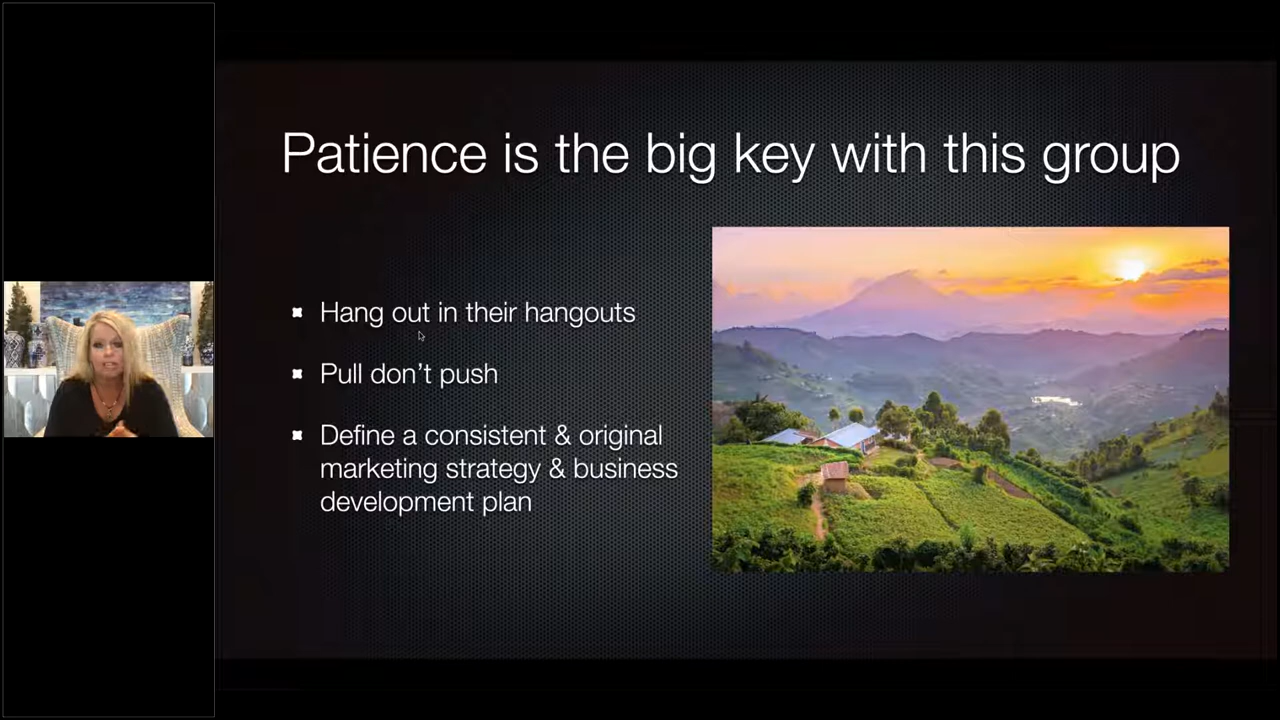 Patience is the big key with this group
Hang out in their hangouts
Pull don’t push
Define a consistent & original
marketing strategy & business
development plan